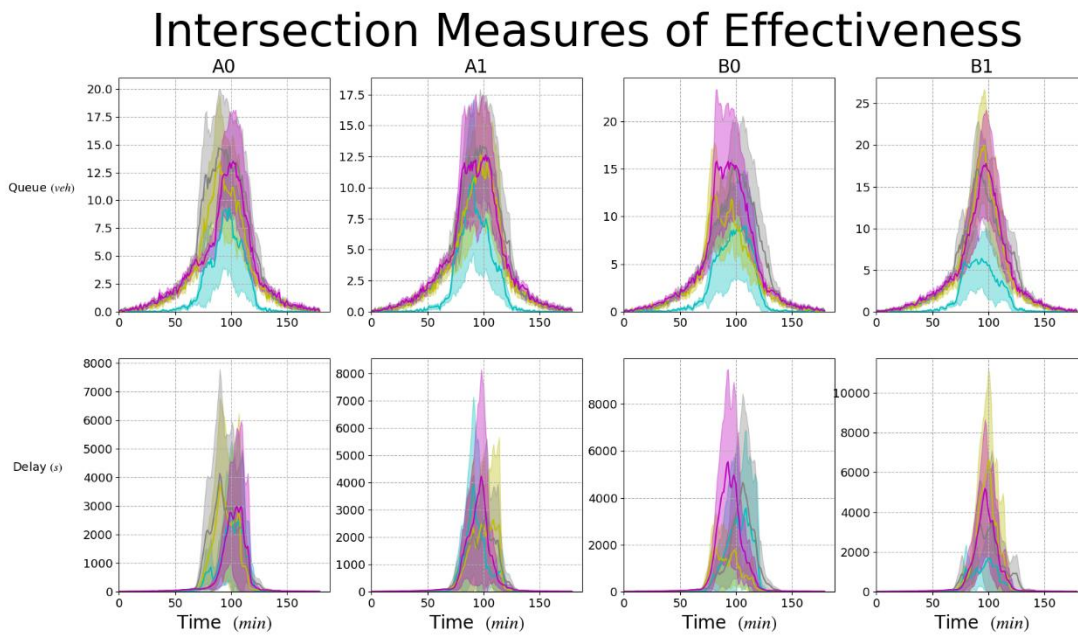 Intersection Measures of Effectiveness
A0 A1 B0 B1
20.0 17.5 25
17.5 15.0 20
15.0 12.5 20
12.5 10.0 15
Queue (veh) 10.0 7.5 10 15
7.5 5.0 10
5.0 2.5 5 5
2.5
0.0 0.0 0 0
0 50 100 150 0 50 100 150 0 50 100 150 0 50 100 150
8000 8000 8000 10000
7000 7000
6000 6000 6000 8000
5000 5000
Delay (s) 4000 4000 4000 6000
3000 3000 4000
2000 2000 2000
1000 1000 2000
0 0 0 0
0 50 100 150 0 50 100 150 0 50 100 150 0 50 100 150
Time (min) Time (min) Time (min) Time (min)